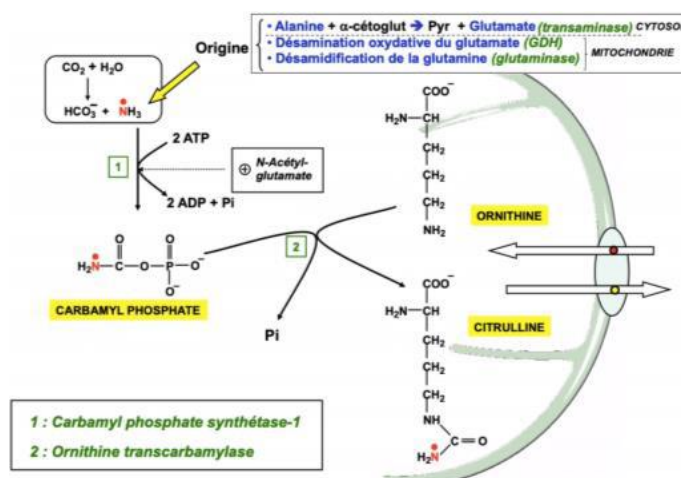 • Alanine + α-cétoglut ➔ Pyr + Glutamate (transaminase) CYTOSO
Origine
• Désamination oxydative du glutamate (GDH)
• Désamidification de la glutamine (glutaminase)
MITOCHONDRIE
CO2 + H2O
HCO3− + NH3
2 ATP
1
⊕ N-Acétyl-
glutamate
2 ADP + Pi
COO−
H2N—CH
CH2
CH2
CH2
NH2
ORNITHINE
O O
H2N—C—O—P—O−
O−
CARBAMYL PHOSPHATE
2
Pi
COO−
H2N—CH
CH2
CH2
CH2
NH
C=O
H2N
CITRULLINE
1 : Carbamyl phosphate synthétase-1
2 : Ornithine transcarbamylase